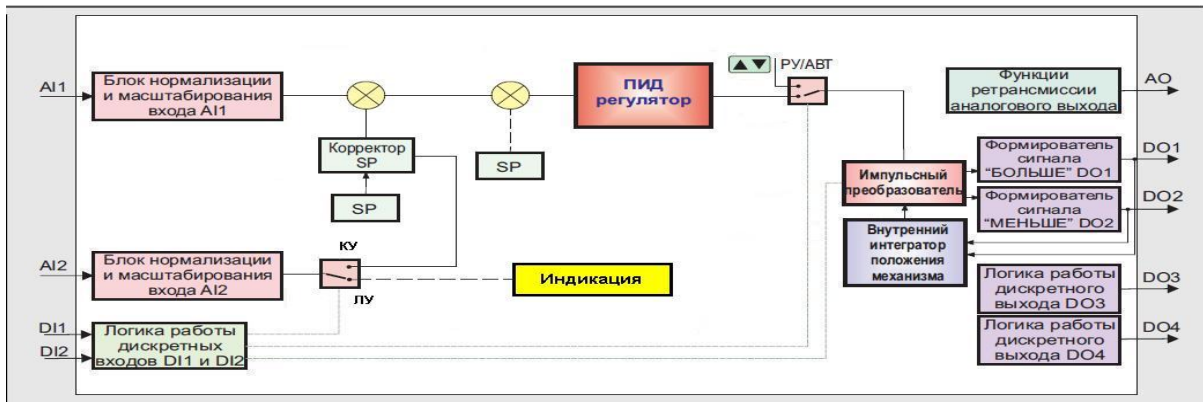 AI1
Блок нормализации
и масштабирования
входа AI1
Корректор
SP
SP
SP
ПИД
регулятор
РУ/АВТ
Функции
ретрансмиссии
аналогового выхода
AO
Импульсный
преобразователь
Формирователь
сигнала
“БОЛЬШЕ” DO1
DO1
Формирователь
сигнала
“МЕНЬШЕ” DO2
DO2
Внутренний
интегратор
положения
механизма
AI2
Блок нормализации
и масштабирования
входа AI2
КУ
ЛУ
Индикация
Логика работы
дискретного
выхода DO3
DO3
DI1
DI2
Логика работы
дискретных
входов DI1 и DI2
Логика работы
дискретного
выхода DO4
DO4